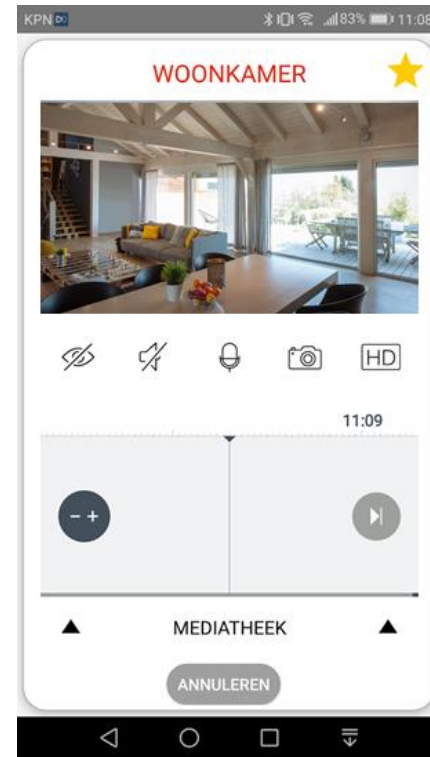 KPN 83% 11:08
WOONKAMER
HD
11:09
- +
MEDIATHEEK
ANNULEREN